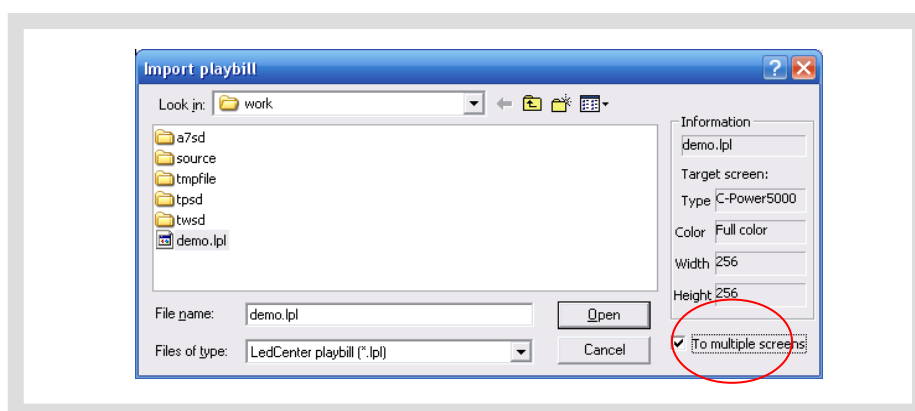 Import playbill
Look in: work
a7sd
source
tmpfile
tpsd
twsd
demo.lpl
File name: demo.lpl
Open
Files of type: LedCenter playbill (*.lpl)
Cancel
Information
demo.lpl
Target screen:
Type C-Power5000
Color Full color
Width 256
Height 256
To multiple screens